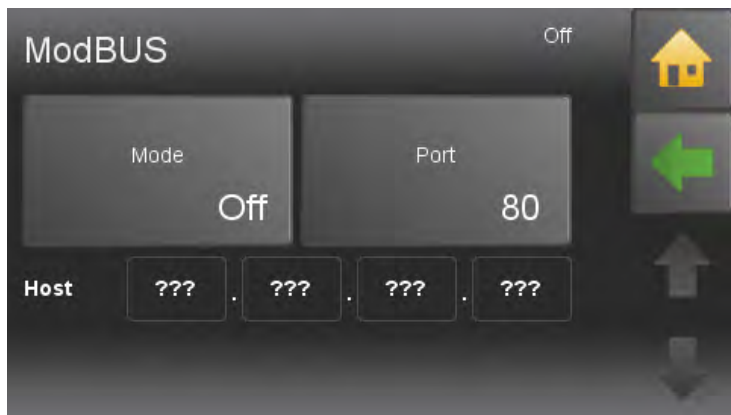 ModBUS Off
Mode Port
Off 80
Host ??? . ??? . ??? . ???